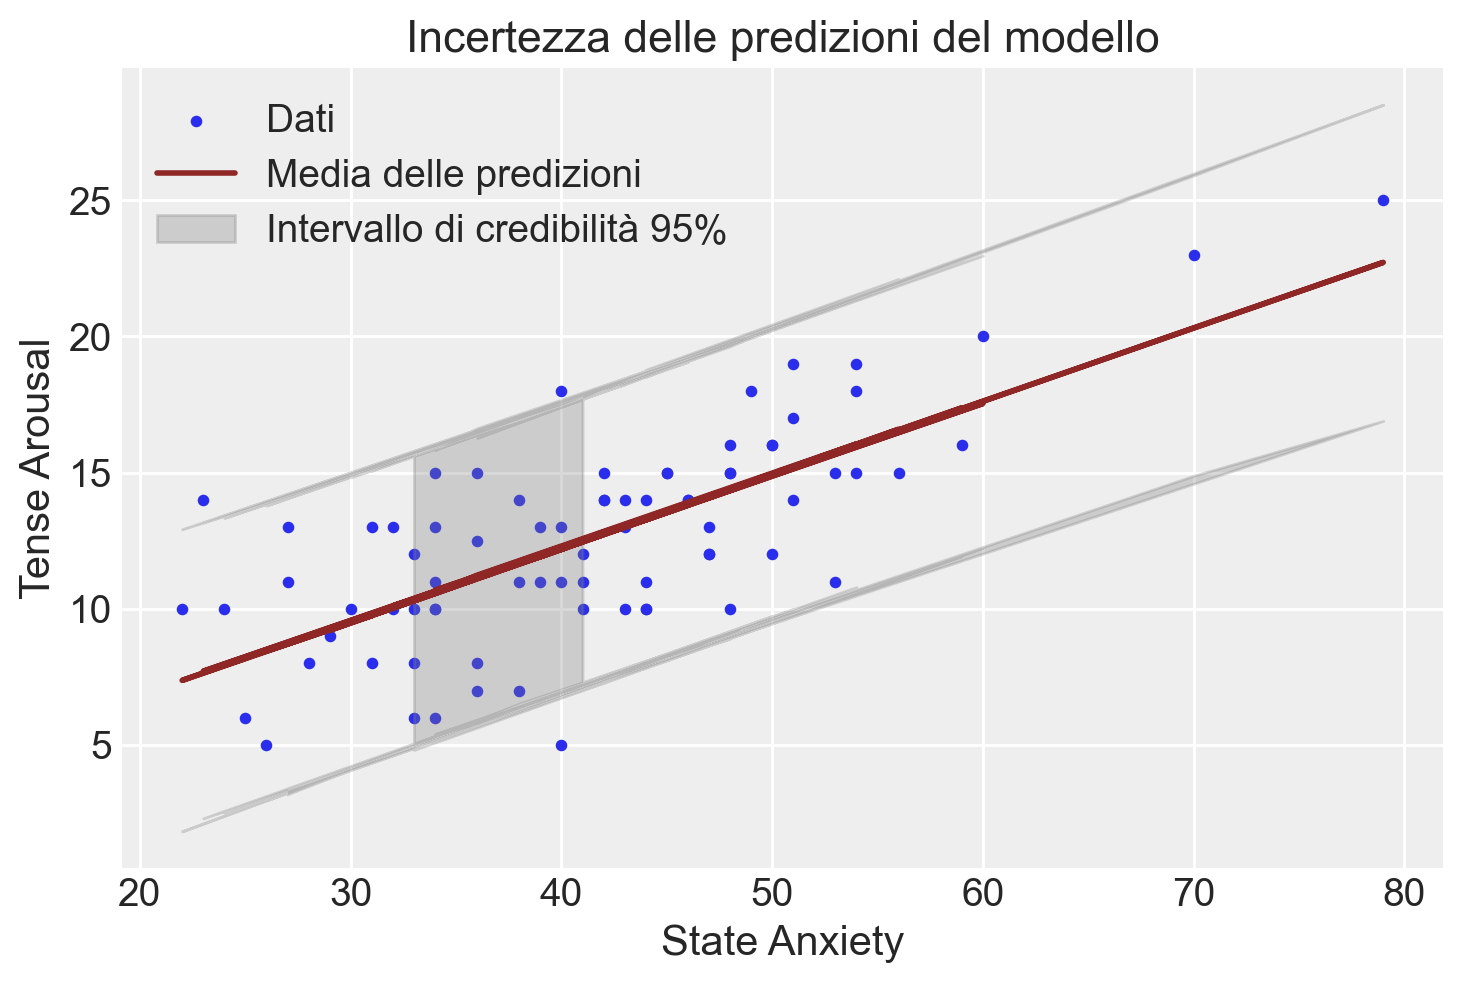 Incertezza delle predizioni del modello
Dati
Media delle predizioni
Intervallo di credibilità 95%
Tense Arousal
25
20
15
10
5
20 30 40 50 60 70 80
State Anxiety